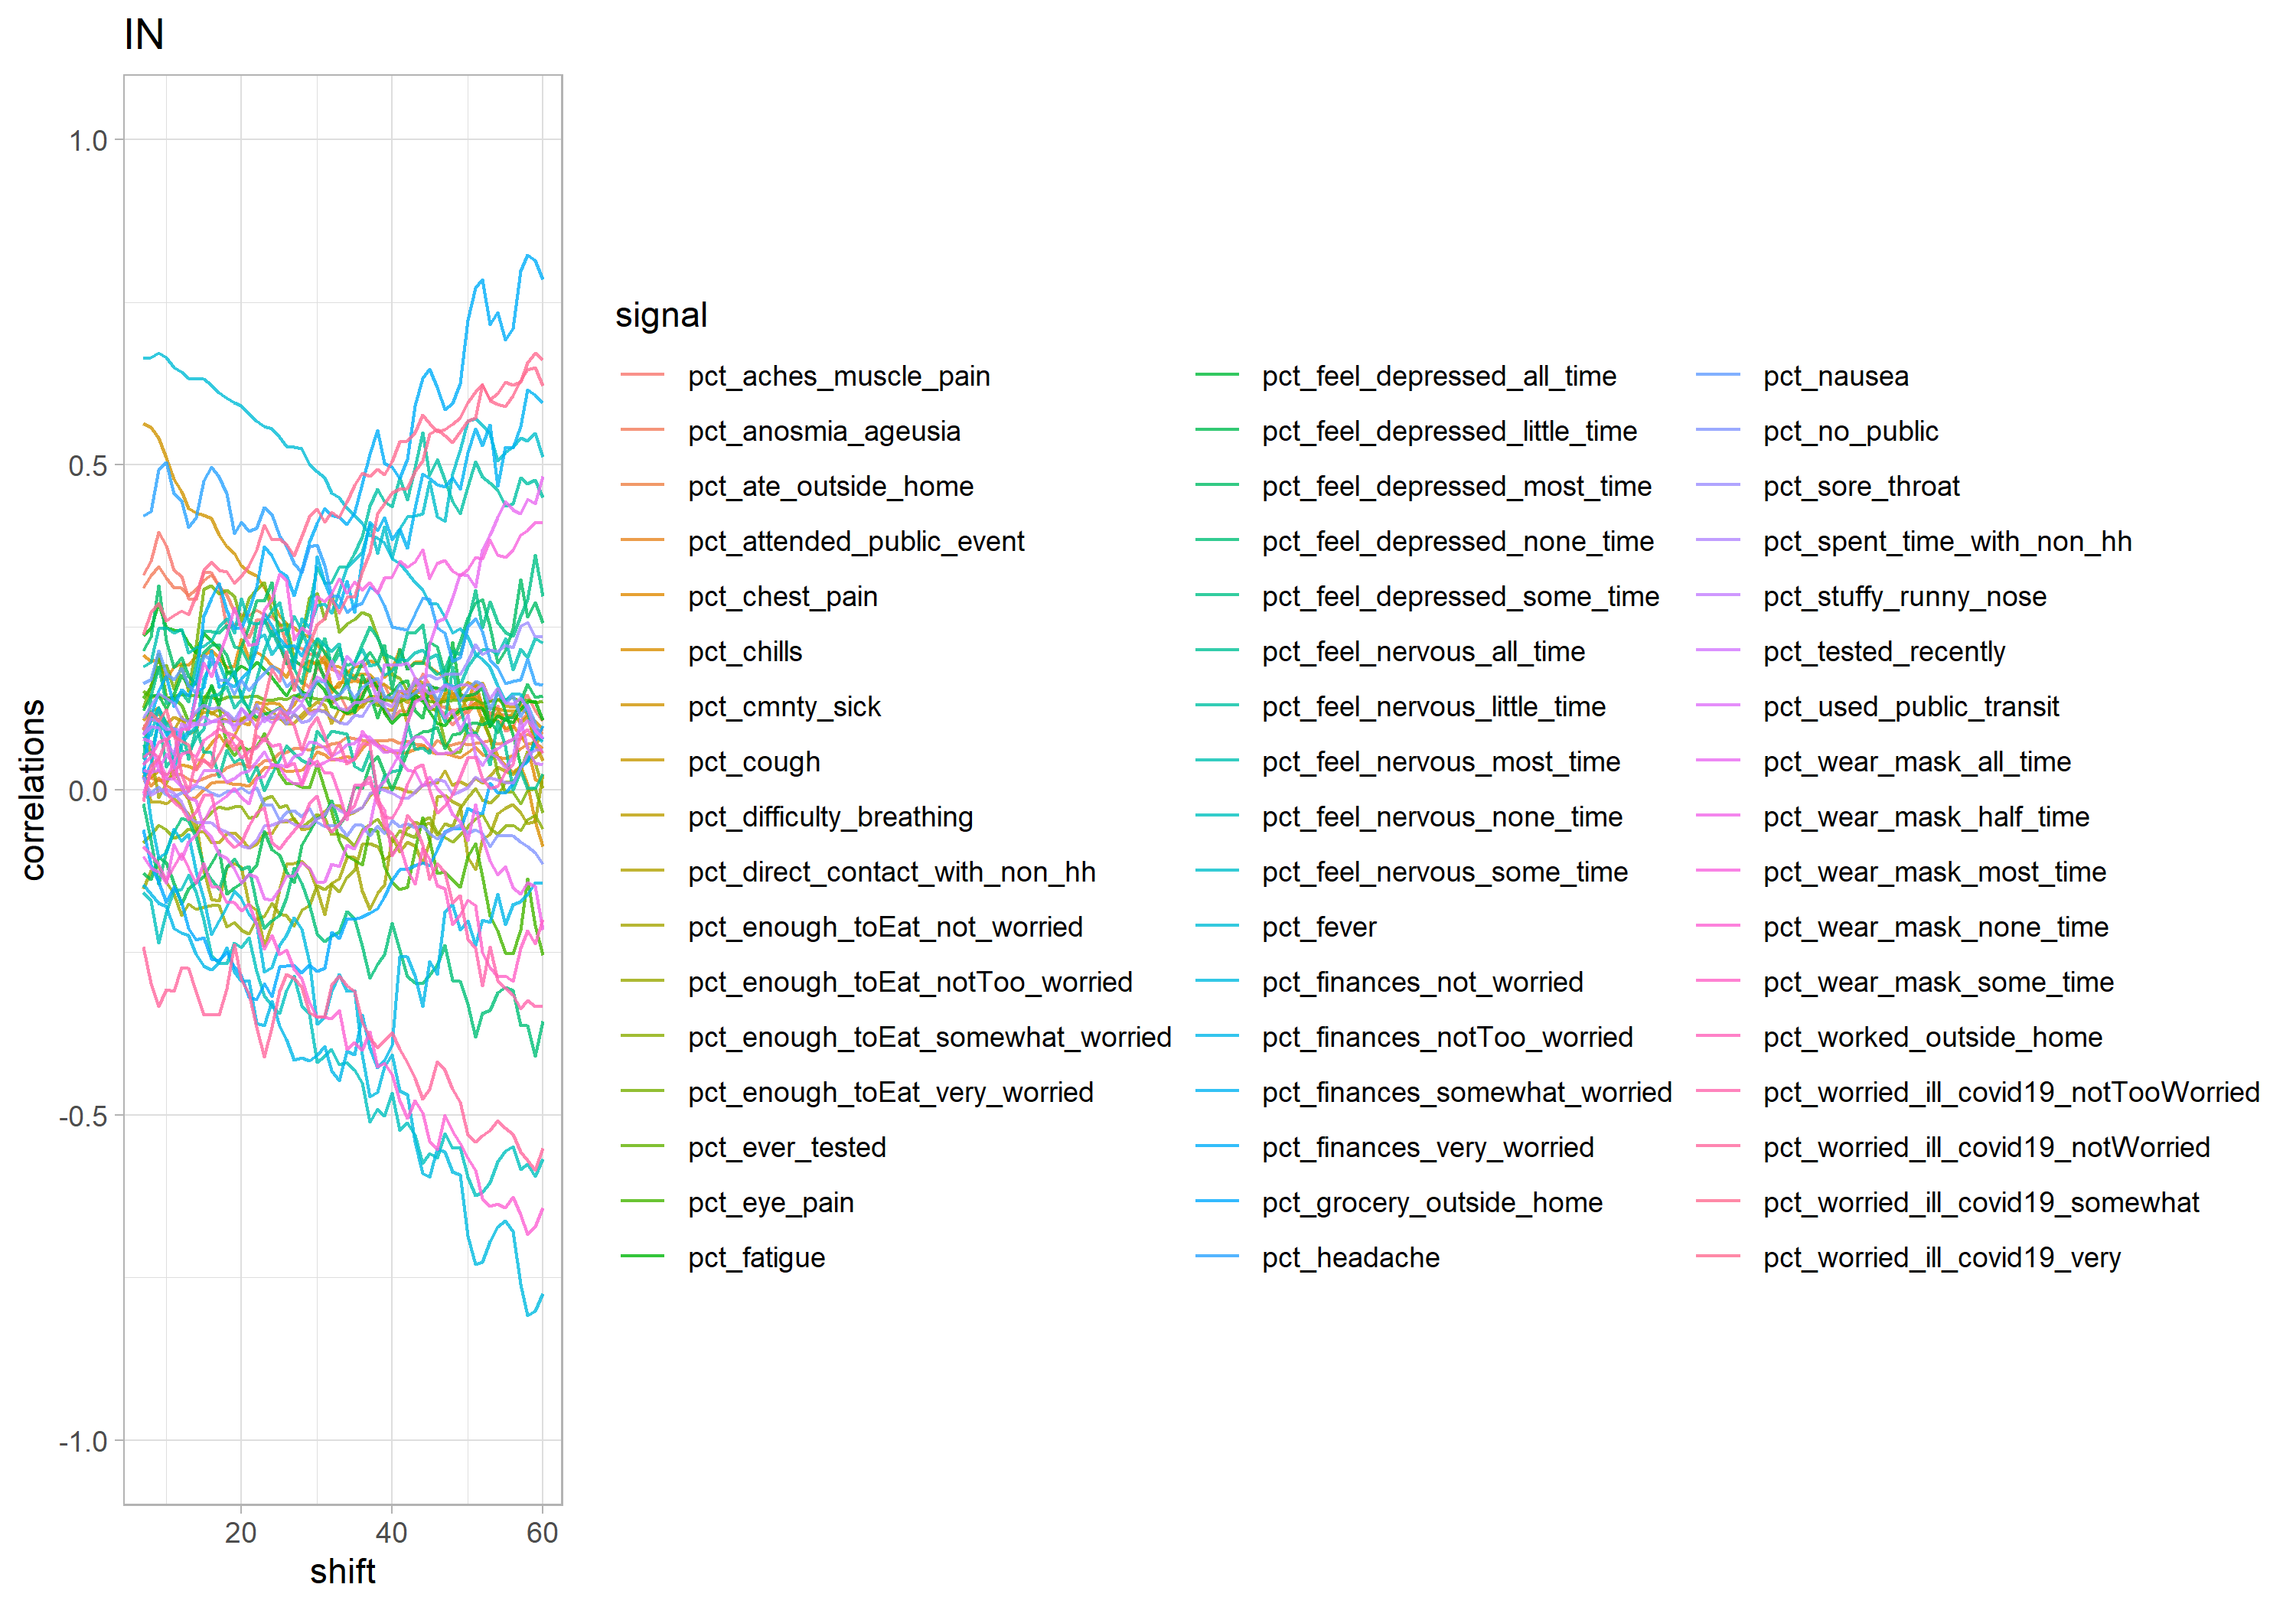 IN
1.0
0.5
0.0
-0.5
-1.0
correlations
20 40 60
shift
signal
pct_aches_muscle_pain
pct_anosmia_ageusia
pct_ate_outside_home
pct_attended_public_event
pct_chest_pain
pct_chills
pct_cmnty_sick
pct_cough
pct_difficulty_breathing
pct_direct_contact_with_non_hh
pct_enough_toEat_not_worried
pct_enough_toEat_notToo_worried
pct_enough_toEat_somewhat_worried
pct_enough_toEat_very_worried
pct_ever_tested
pct_eye_pain
pct_fatigue
pct_feel_depressed_all_time
pct_feel_depressed_little_time
pct_feel_depressed_most_time
pct_feel_depressed_none_time
pct_feel_depressed_some_time
pct_feel_nervous_all_time
pct_feel_nervous_little_time
pct_feel_nervous_most_time
pct_feel_nervous_none_time
pct_feel_nervous_some_time
pct_fever
pct_finances_not_worried
pct_finances_notToo_worried
pct_finances_somewhat_worried
pct_finances_very_worried
pct_grocery_outside_home
pct_headache
pct_nausea
pct_no_public
pct_sore_throat
pct_spent_time_with_non_hh
pct_stuffy_runny_nose
pct_tested_recently
pct_used_public_transit
pct_wear_mask_all_time
pct_wear_mask_half_time
pct_wear_mask_most_time
pct_wear_mask_none_time
pct_wear_mask_some_time
pct_worked_outside_home
pct_worried_ill_covid19_notTooWorried
pct_worried_ill_covid19_notWorried
pct_worried_ill_covid19_somewhat
pct_worried_ill_covid19_very